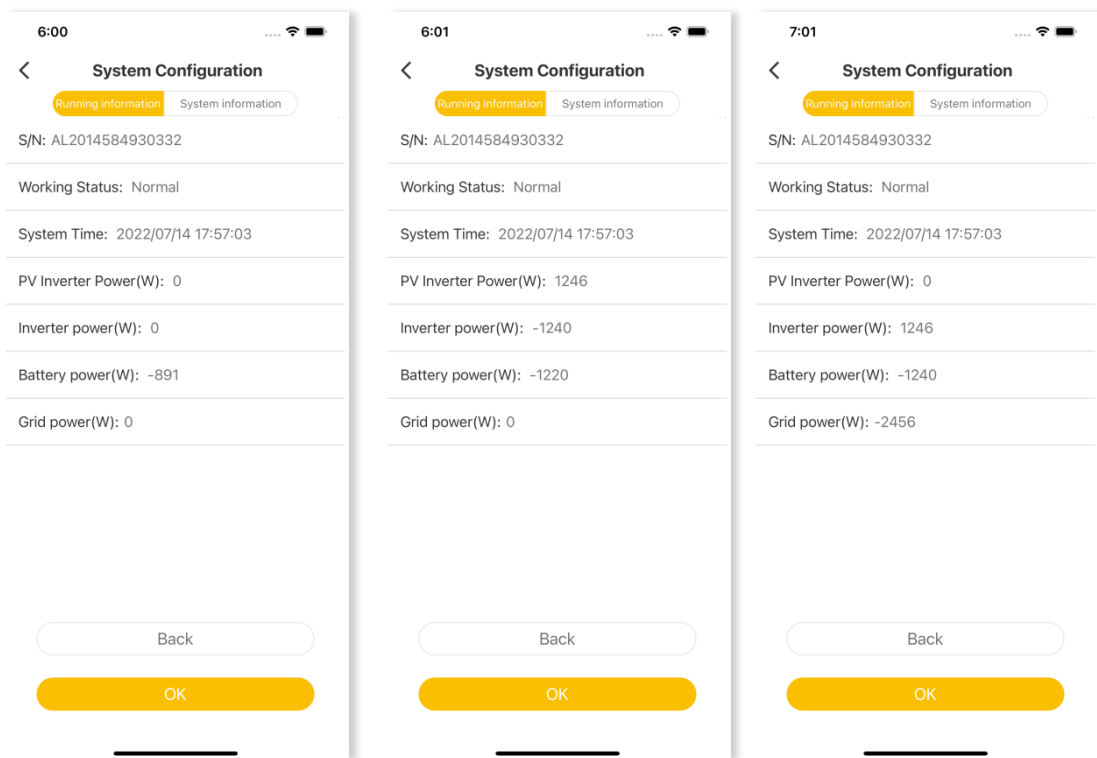 6:00
System Configuration
Running information System information
S/N: AL2014584930332
Working Status: Normal
System Time: 2022/07/14 17:57:03
PV Inverter Power(W): 0
Inverter power(W): 0
Battery power(W): -891
Grid power(W): 0
Back
OK
6:01
System Configuration
Running information System information
S/N: AL2014584930332
Working Status: Normal
System Time: 2022/07/14 17:57:03
PV Inverter Power(W): 1246
Inverter power(W): -1240
Battery power(W): -1220
Grid power(W): 0
Back
OK
7:01
System Configuration
Running information System information
S/N: AL2014584930332
Working Status: Normal
System Time: 2022/07/14 17:57:03
PV Inverter Power(W): 0
Inverter power(W): 1246
Battery power(W): -1240
Grid power(W): -2456
Back
OK